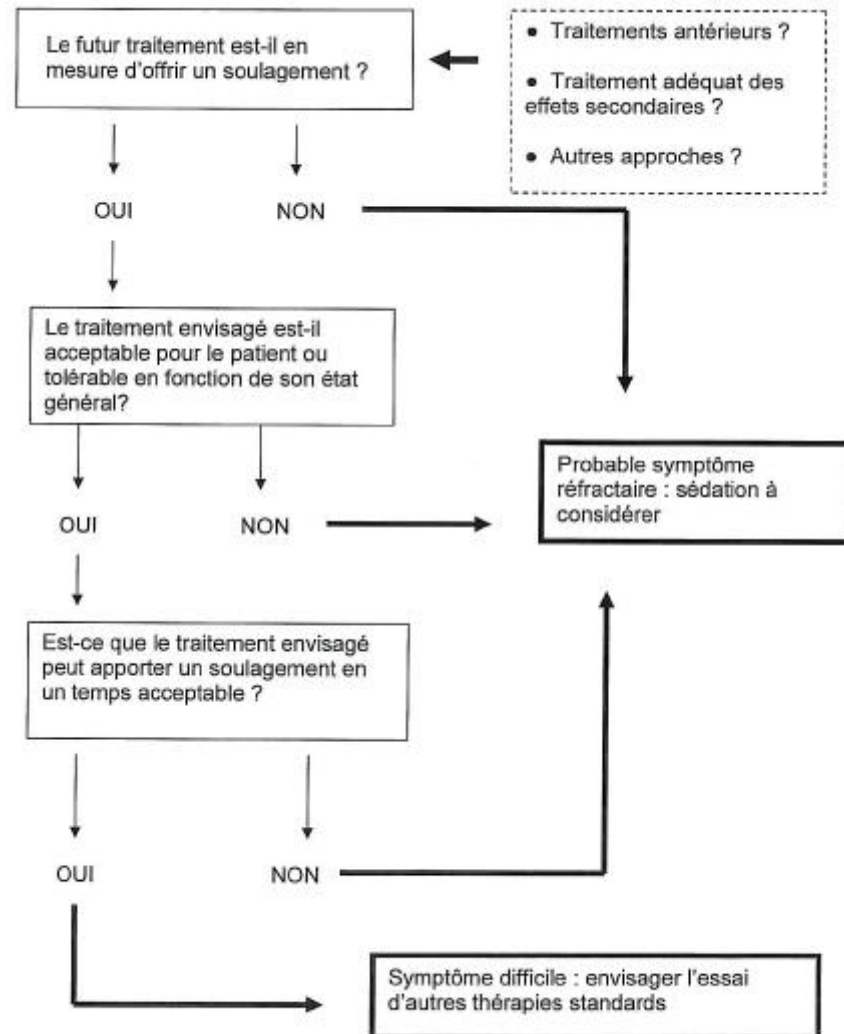 Le futur traitement est-il en
mesure d'offrir un soulagement ?
• Traitements antérieurs ?
• Traitement adéquat des
effets secondaires ?
• Autres approches ?
OUI
NON
Le traitement envisagé est-il
acceptable pour le patient ou
tolérable en fonction de son état
général?
OUI
NON
Probable symptôme
réfractaire : sédation à
considérer
Est-ce que le traitement envisagé
peut apporter un soulagement en
un temps acceptable ?
OUI
NON
Symptôme difficile : envisager l'essai
d'autres thérapies standards